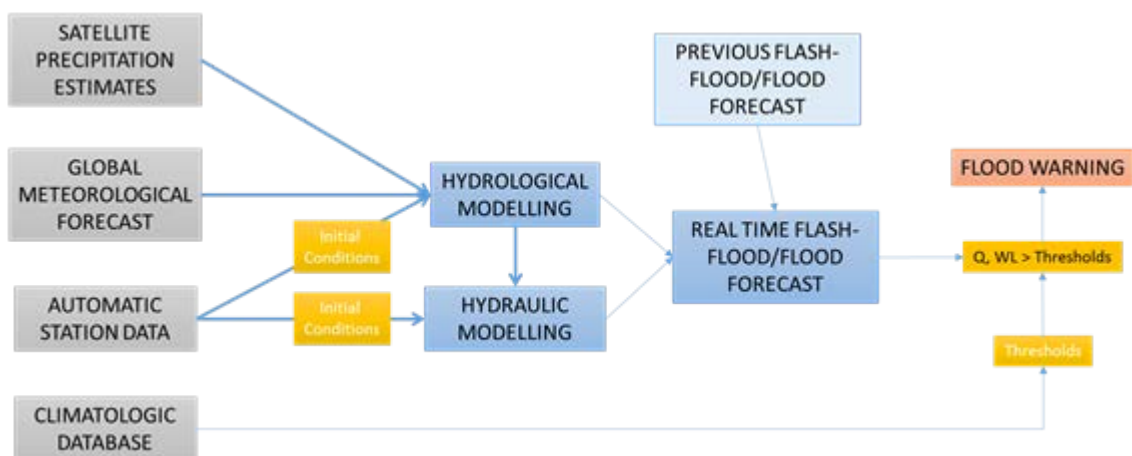 SATELLITE
PRECIPITATION
ESTIMATES
PREVIOUS FLASH-
FLOOD/FLOOD
FORECAST
GLOBAL
METEOROLOGICAL
FORECAST
HYDROLOGICAL
MODELLING
FLOOD WARNING
Initial
Conditions
REAL TIME FLASH-
FLOOD/FLOOD
FORECAST
Q, WL > Thresholds
AUTOMATIC
STATION DATA
Initial
Conditions
HYDRAULIC
MODELLING
Thresholds
CLIMATOLOGIC
DATABASE